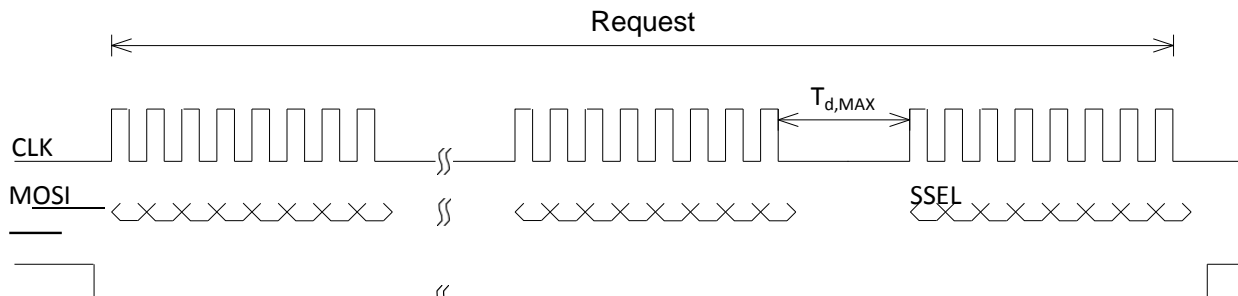 Request
T_d,MAX
CLK
MOSI
SSEL